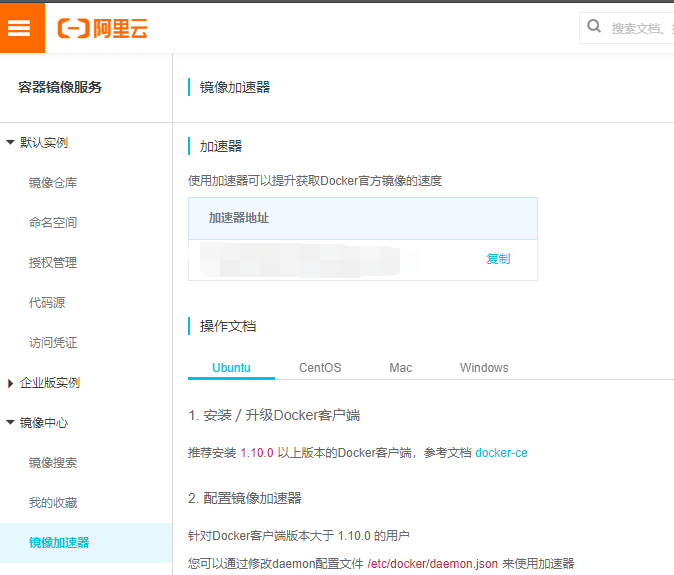 阿里云
搜索文档、
容器镜像服务
镜像加速器
默认实例
镜像仓库
命名空间
授权管理
代码源
访问凭证
企业版实例
镜像中心
镜像搜索
我的收藏
镜像加速器
加速器
使用加速器可以提升获取Docker官方镜像的速度
加速器地址
复制
操作文档
Ubuntu CentOS Mac Windows
1. 安装 / 升级Docker客户端
推荐安装 1.10.0 以上版本的Docker客户端，参考文档 docker-ce
2. 配置镜像加速器
针对Docker客户端版本大于 1.10.0 的用户
您可以通过修改daemon配置文件 /etc/docker/daemon.json 来使用加速器